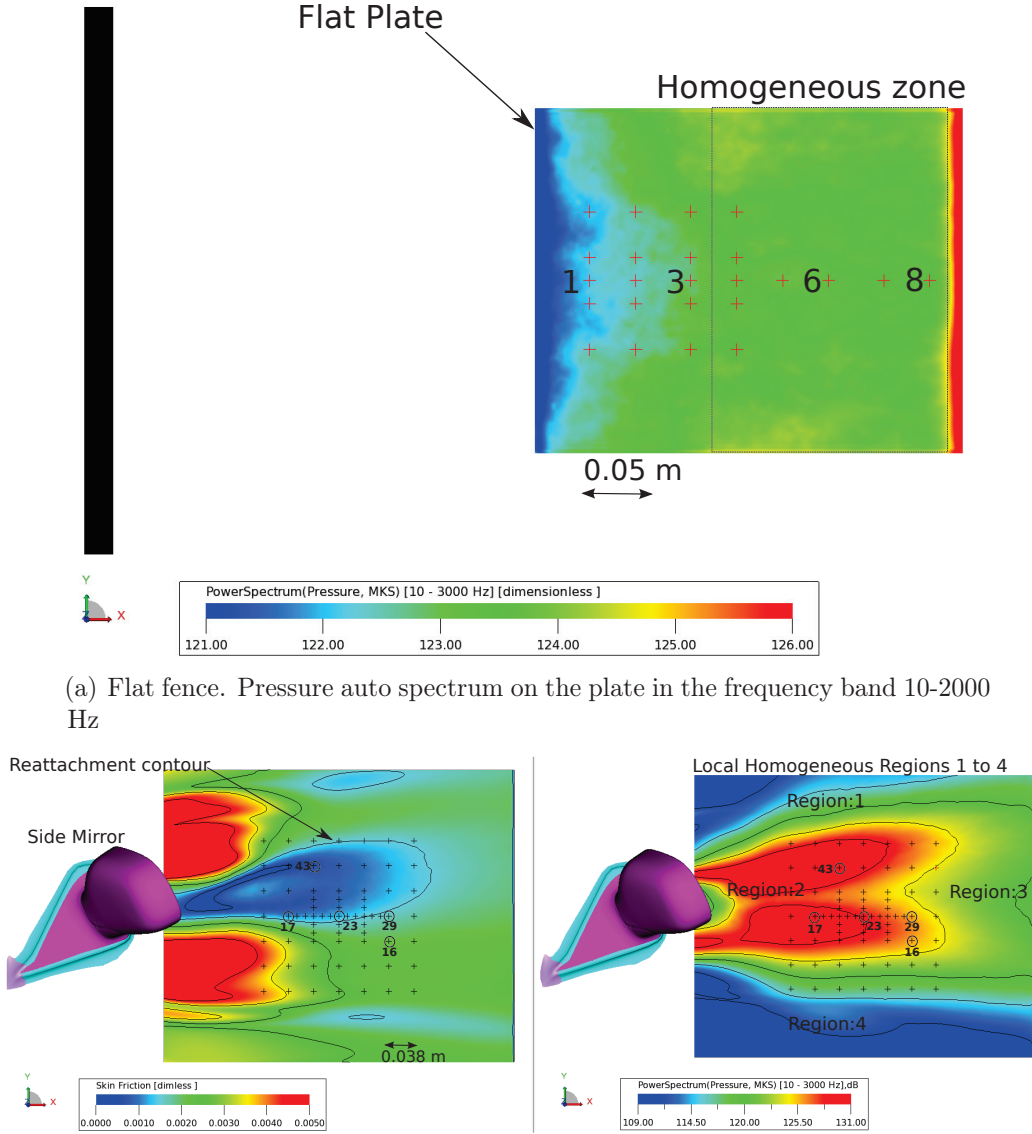 Flat Plate
Homogeneous zone
1 3 6 8
0.05 m
Y
Z X
PowerSpectrum(Pressure, MKS) [10 - 3000 Hz] [dimensionless ]
121.00 122.00 123.00 124.00 125.00 126.00
(a) Flat fence. Pressure auto spectrum on the plate in the frequency band 10-2000
Hz
Reattachment contour
Side Mirror
43
17 23 29
16
0.038 m
Y
Z X
Skin Friction [dimless ]
0.0000 0.0010 0.0020 0.0030 0.0040 0.0050
Local Homogeneous Regions 1 to 4
Region:1
43
Region:2
Region:3
17 23 29
16
Region:4
Y
Z X
PowerSpectrum(Pressure, MKS) [10 - 3000 Hz],dB
109.00 114.50 120.00 125.50 131.00